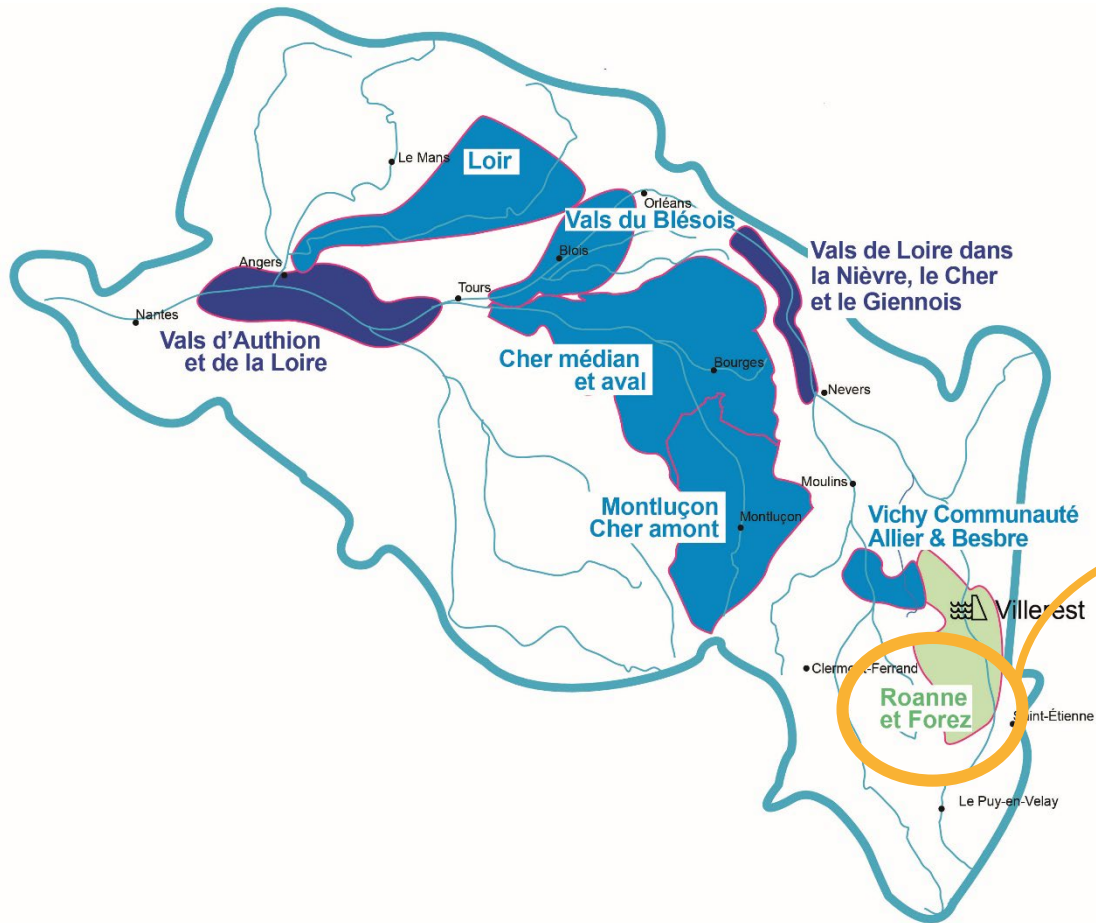 Le Mans
Loir
Orléans
Vals du Blésois
Blois
Angers
Vals de Loire dans
la Nièvre, le Cher
et le Giennois
Tours
Nantes
Vals d'Authion
et de la Loire
Cher médian
et aval
Bourges
Nevers
Moulins
Montluçon
Cher amont
Montluçon
Vichy Communauté
Allier & Besbre
Villerest
Clermont-Ferrand
Roanne
et Forez
Saint-Étienne
Le Puy-en-Velay